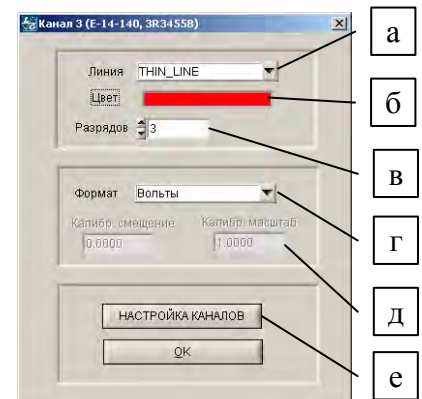 Канал 3 (E-14-140, 3R34558)
а
Линия THIN_LINE
Цвет
б
Разрядов 3
в
Формат Вольты
г
Калибр. смещение Калибр. масштаб
0.0000 1.0000
д
НАСТРОЙКА КАНАЛОВ
OK
е